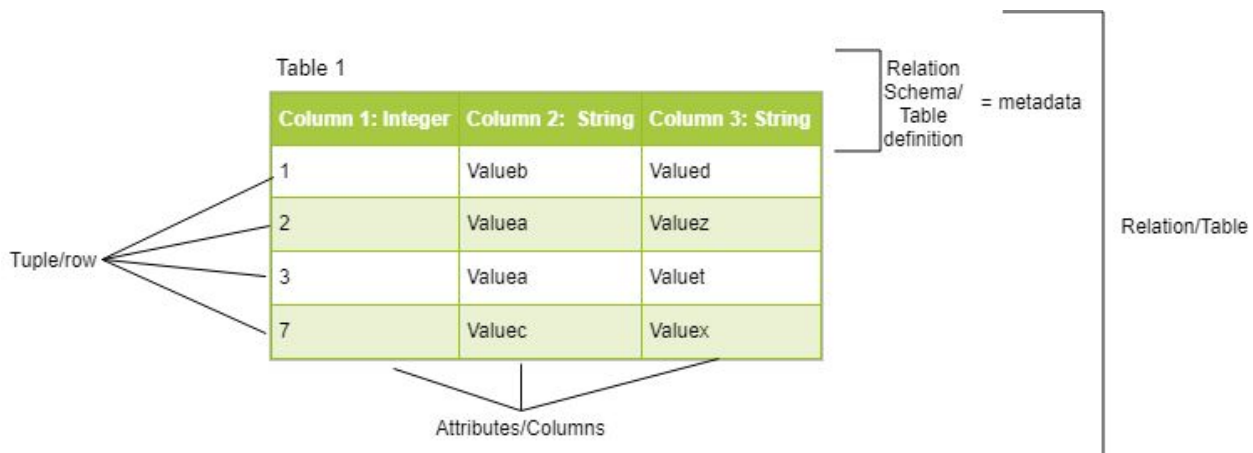 Table 1
Relation
Schema/
Table
definition
= metadata
Column 1: Integer Column 2: String Column 3: String
1 Valueb Valued
2 Valuea Valuez
3 Valuea Valuet
7 Valuec Valuex
Tuple/row
Relation/Table
Attributes/Columns